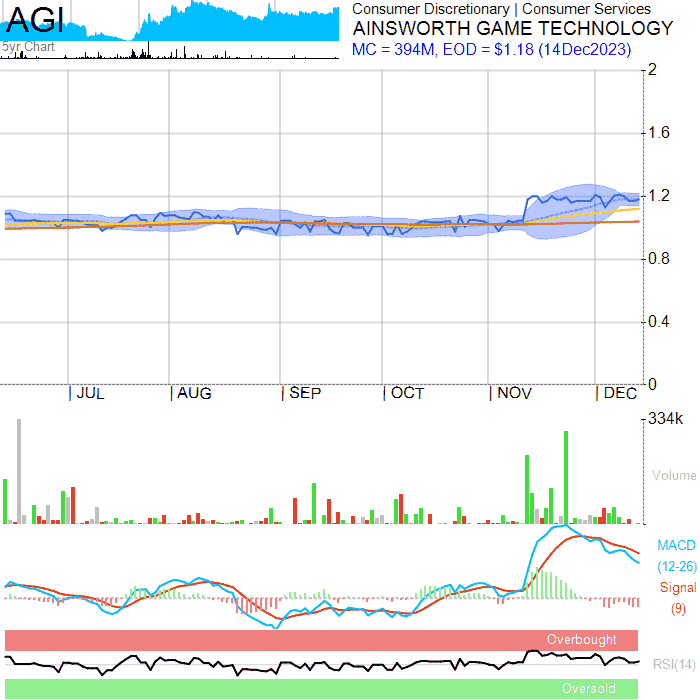 AGI
Consumer Discretionary | Consumer Services
AINSWORTH GAME TECHNOLOGY
5yr Chart
MC = 394M, EOD = $1.18 (14Dec2023)
2
1.6
1.2
0.8
0.4
0
| JUL | AUG | SEP | OCT | NOV | DEC
334k
Volume
MACD
(12-26)
Signal
(9)
Overbought
RSI(14)
Oversold